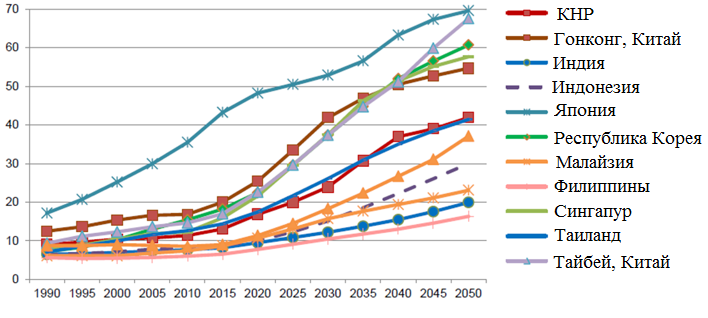 70
60
50
40
30
20
10
0
1990 1995 2000 2005 2010 2015 2020 2025 2030 2035 2040 2045 2050
КНР
Гонконг, Китай
Индия
Индонезия
Япония
Республика Корея
Малайзия
Филиппины
Сингапур
Таиланд
Тайбей, Китай